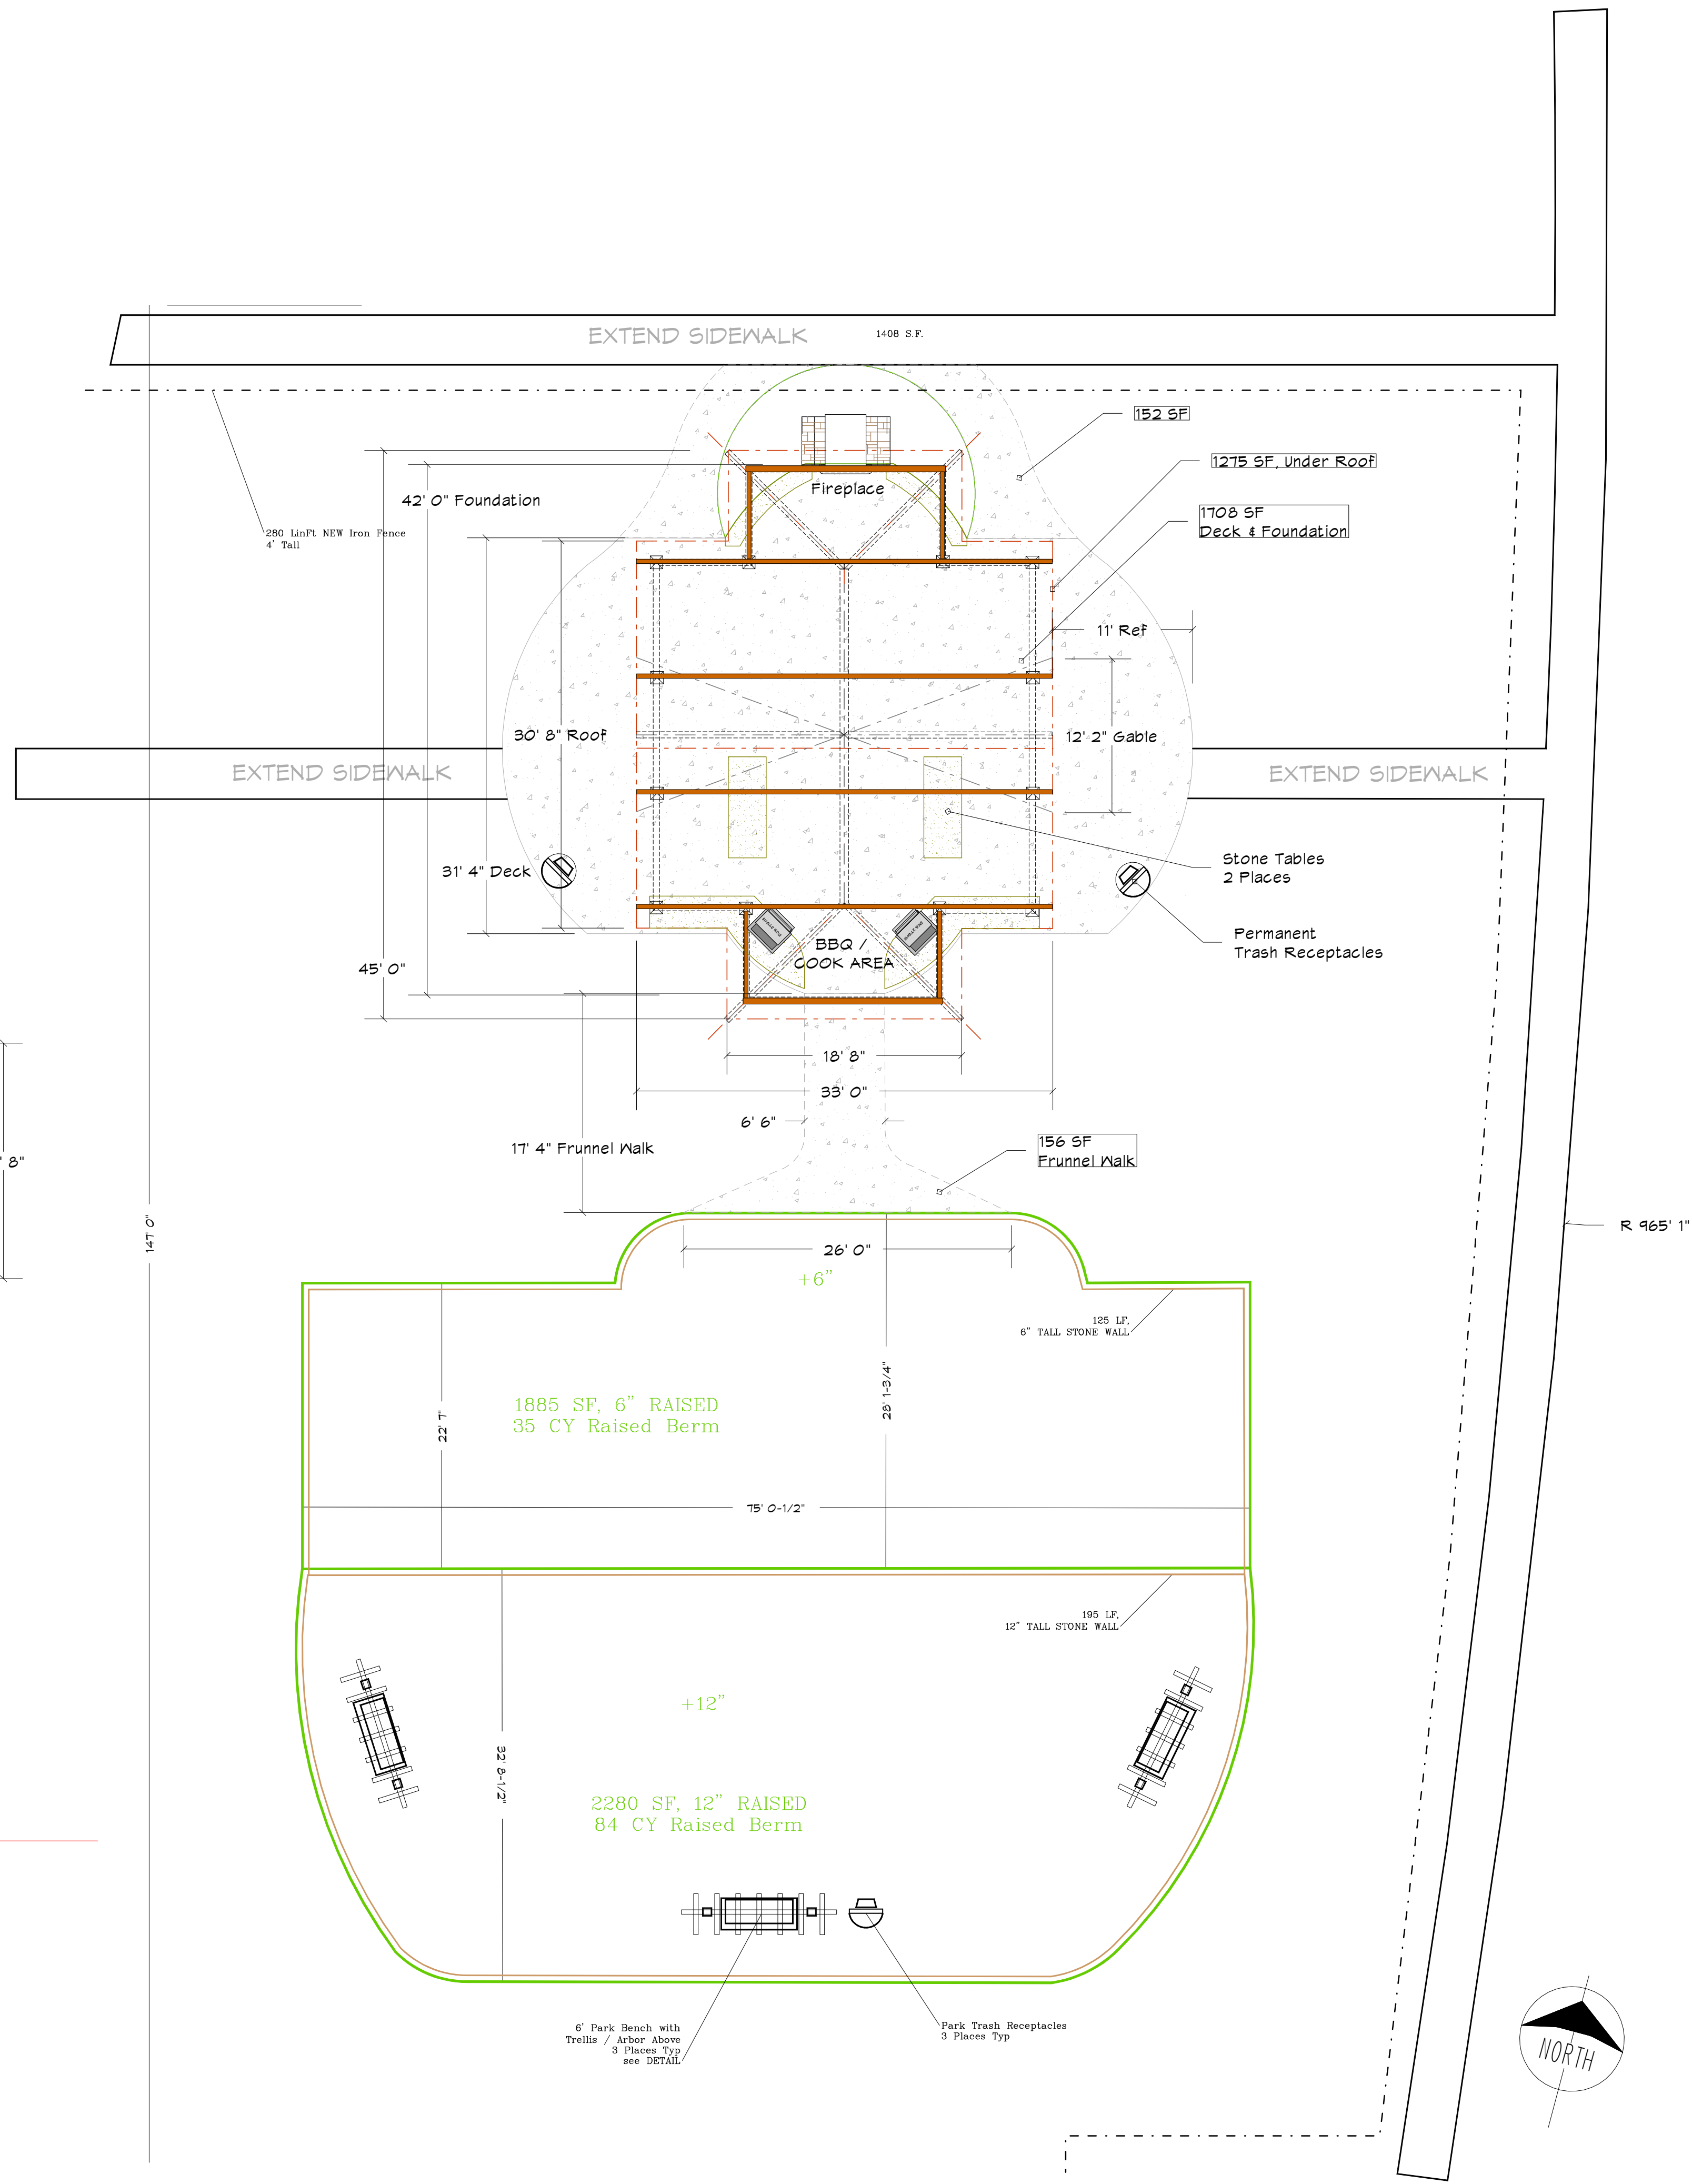 EXTEND SIDEWALK
1408 S.F.
152 SF
1275 SF, Under Roof
42' 0" Foundation
Fireplace
1708 SF
Deck & Foundation
280 LinFt NEW Iron Fence
4' Tall
11' Ref
30' 8" Roof
12' 2" Gable
EXTEND SIDEWALK
EXTEND SIDEWALK
31' 4" Deck
Stone Tables
2 Places
Permanent
Trash Receptacles
BBQ /
COOK AREA
45' 0"
18' 8"
33' 0"
6' 6"
17' 4" Frunnel Walk
156 SF
Frunnel Walk
' 8"
147' 0"
R 965' 1"
26' 0"
+6"
125 LF,
6" TALL STONE WALL
28' 1-3/4"
22' 7"
1885 SF, 6" RAISED
35 CY Raised Berm
75' 0-1/2"
195 LF,
12" TALL STONE WALL
+12"
32' 8-1/2"
2280 SF, 12" RAISED
84 CY Raised Berm
6' Park Bench with
Trellis / Arbor Above
3 Places Typ
see DETAIL
Park Trash Receptacles
3 Places Typ
NORTH